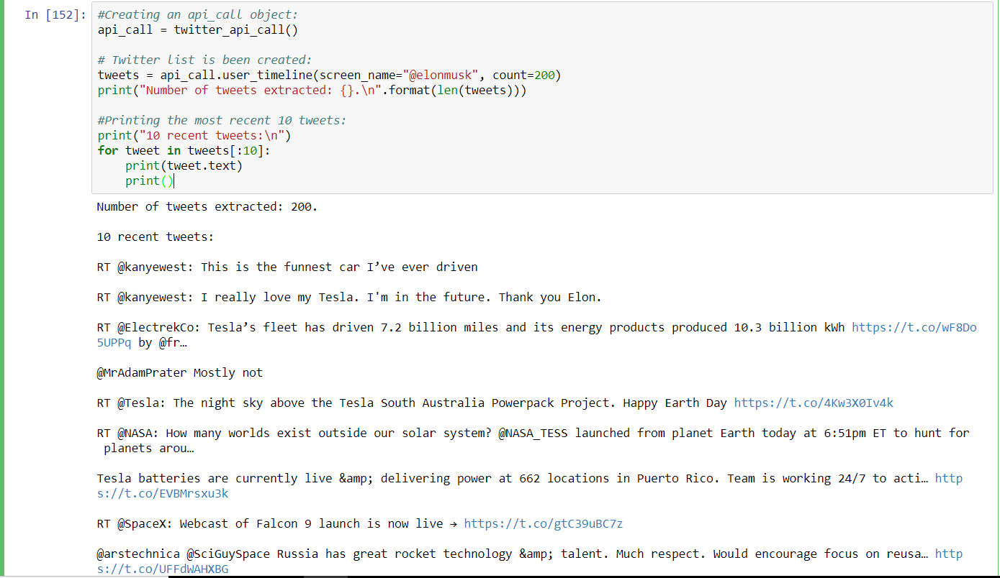 In [152]: #Creating an api_call object:
api_call = twitter_api_call()
# Twitter list is been created:
tweets = api_call.user_timeline(screen_name="@elonmusk", count=200)
print("Number of tweets extracted: {}.\n".format(len(tweets)))
#Printing the most recent 10 tweets:
print("10 recent tweets:\n")
for tweet in tweets[:10]:
    print(tweet.text)
    print()
Number of tweets extracted: 200.
10 recent tweets:
RT @kanyewest: This is the funnest car I’ve ever driven
RT @kanyewest: I really love my Tesla. I'm in the future. Thank you Elon.
RT @ElectrekCo: Tesla’s fleet has driven 7.2 billion miles and its energy products produced 10.3 billion kWh https://t.co/wF8Do
5UPPq by @fr…
@MrAdamPrater Mostly not
RT @Tesla: The night sky above the Tesla South Australia Powerpack Project. Happy Earth Day https://t.co/4Kw3X0Iv4k
RT @NASA: How many worlds exist outside our solar system? @NASA_TESS launched from planet Earth today at 6:51pm ET to hunt for
planets arou…
Tesla batteries are currently live &amp; delivering power at 662 locations in Puerto Rico. Team is working 24/7 to acti… http
s://t.co/EVBMrsxu3k
RT @SpaceX: Webcast of Falcon 9 launch is now live → https://t.co/gtC39uBC7z
@arstechnica @SciGuySpace Russia has great rocket technology &amp; talent. Much respect. Would encourage focus on reusa… http
s://t.co/UFFdWAHXBG